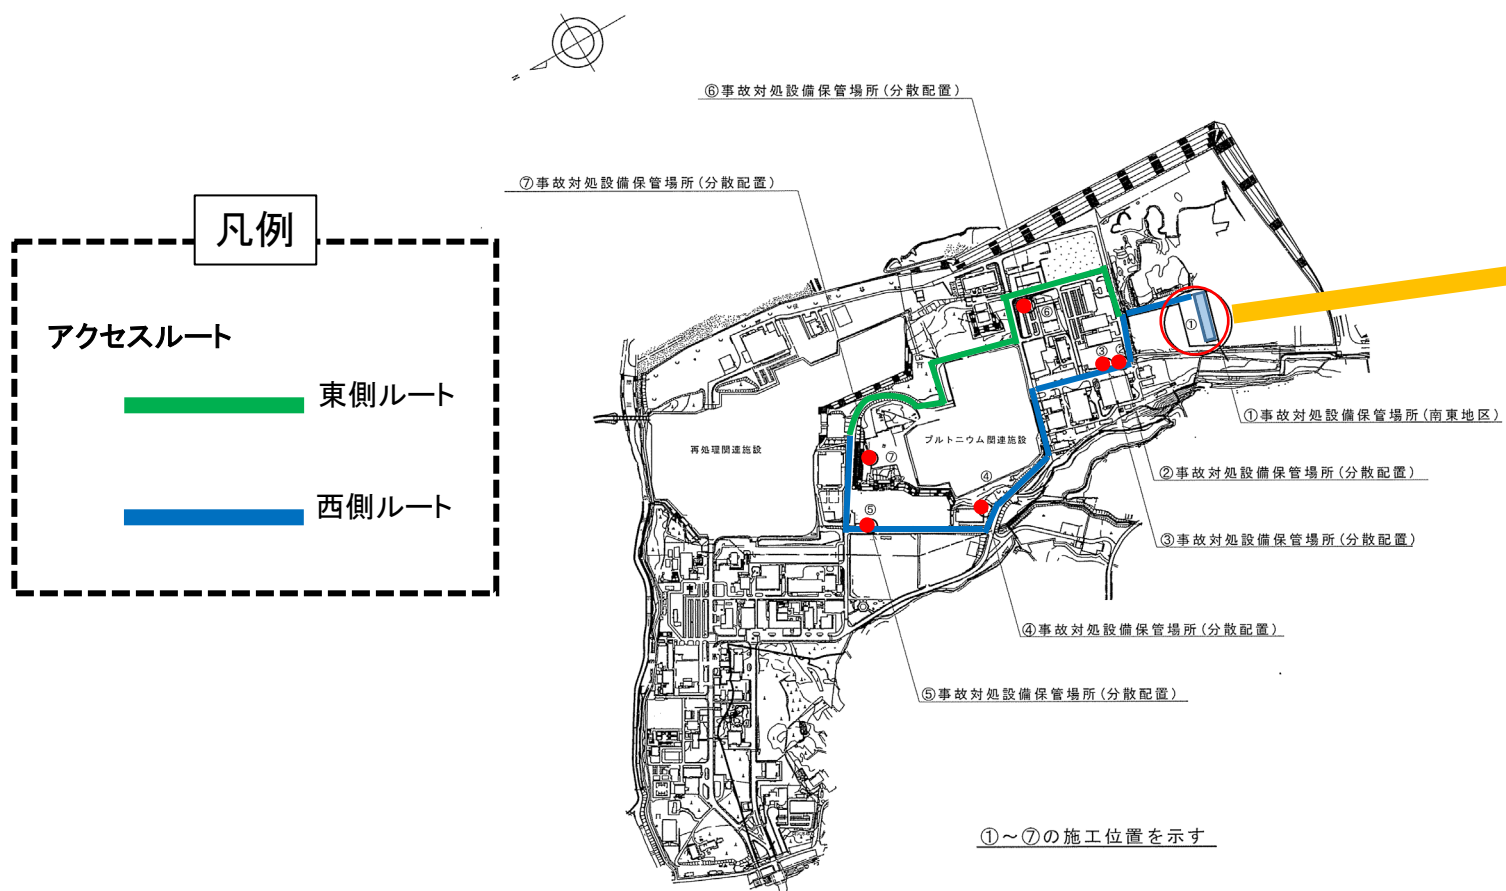 N
⑥事故対処設備保管場所(分散配置)
⑦事故対処設備保管場所(分散配置)
凡例
アクセスルート
東側ルート
西側ルート
⑥
①
③
②
①事故対処設備保管場所(南東地区)
再処理関連施設
プルトニウム関連施設
⑦
④
②事故対処設備保管場所(分散配置)
⑤
③事故対処設備保管場所(分散配置)
④事故対処設備保管場所(分散配置)
⑤事故対処設備保管場所(分散配置)
①～⑦の施工位置を示す